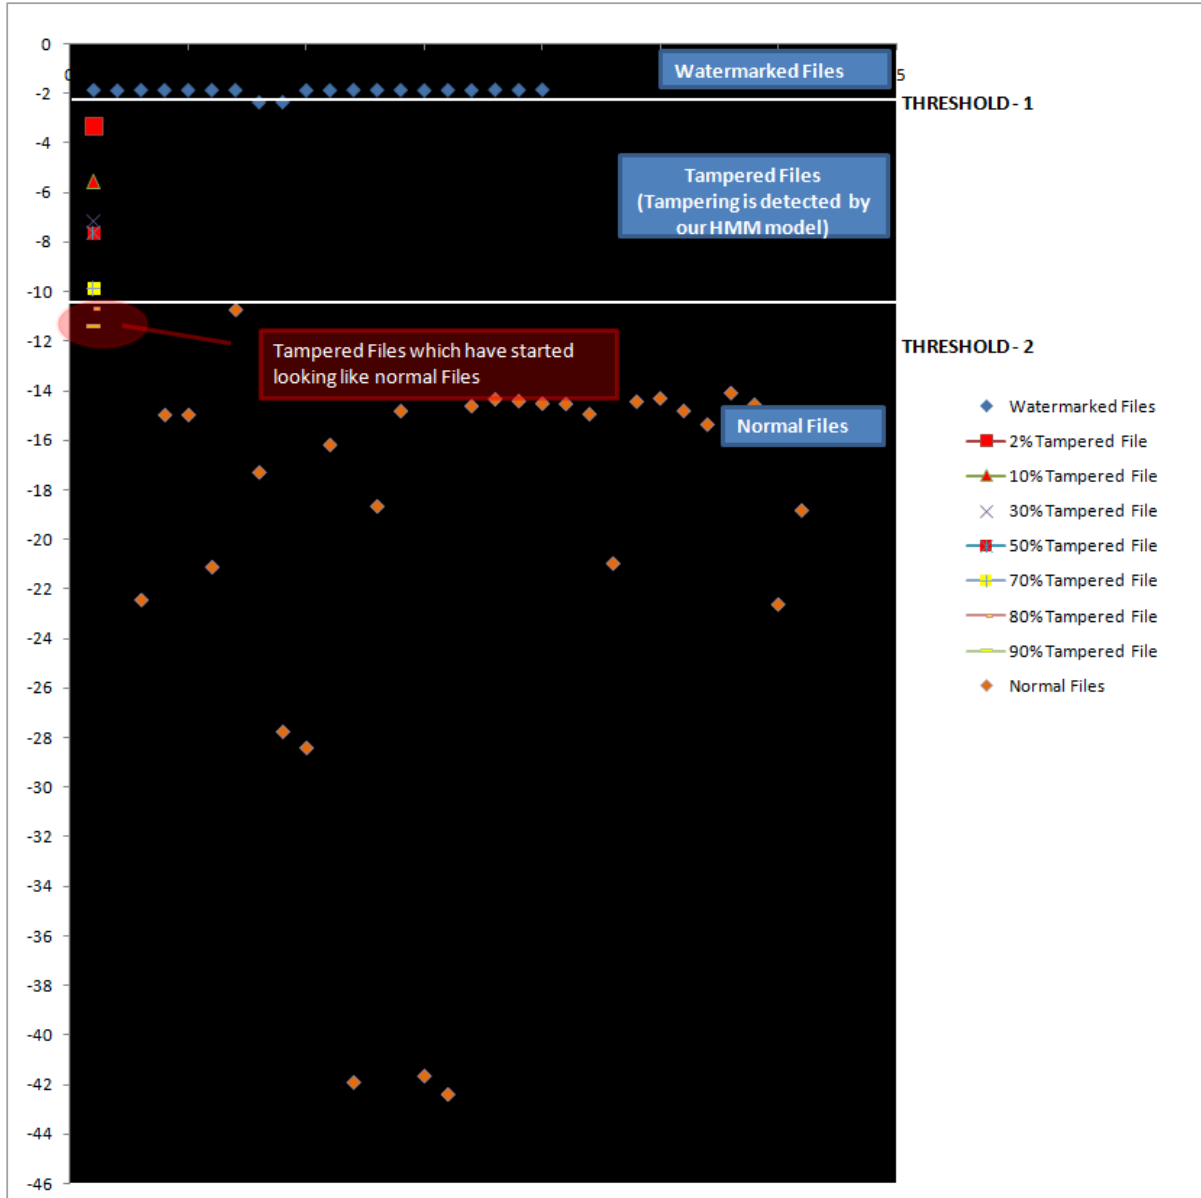 0
0
5
Watermarked Files
-2
THRESHOLD - 1
-4
-6
Tampered Files
(Tampering is detected by
our HMM model)
-8
-10
-12
Tampered Files which have started
looking like normal Files
THRESHOLD - 2
-14
-16
Normal Files
-18
-20
-22
-24
-26
-28
-30
-32
-34
-36
-38
-40
-42
-44
-46
Watermarked Files
2% Tampered File
10% Tampered File
30% Tampered File
50% Tampered File
70% Tampered File
80% Tampered File
90% Tampered File
Normal Files